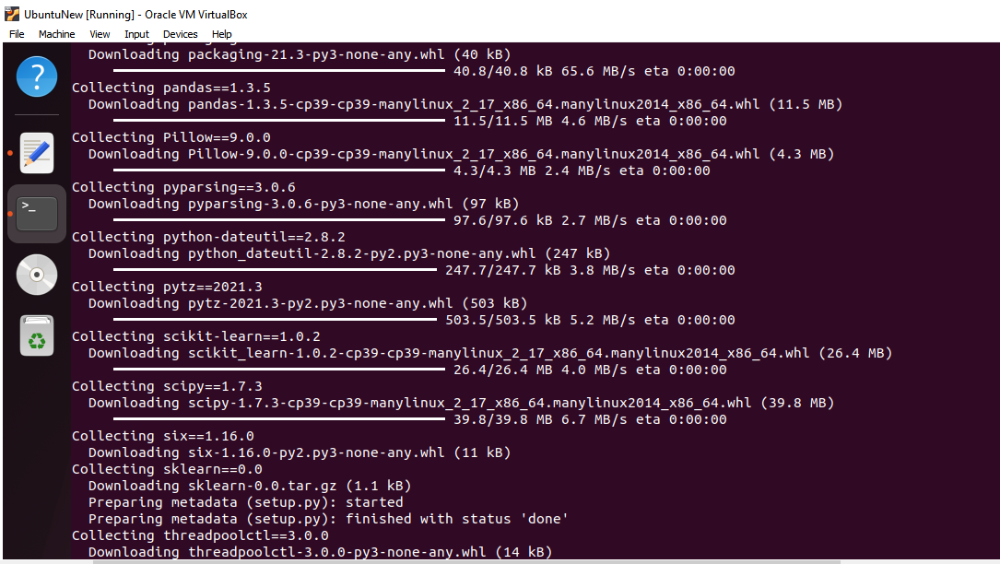 UbuntuNew [Running] - Oracle VM VirtualBox
File Machine View Input Devices Help
Downloading packaging-21.3-py3-none-any.whl (40 kB)
40.8/40.8 kB 65.6 MB/s eta 0:00:00
Collecting pandas==1.3.5
Downloading pandas-1.3.5-cp39-cp39-manylinux_2_17_x86_64.manylinux2014_x86_64.whl (11.5 MB)
11.5/11.5 MB 4.6 MB/s eta 0:00:00
Collecting Pillow==9.0.0
Downloading Pillow-9.0.0-cp39-cp39-manylinux_2_17_x86_64.manylinux2014_x86_64.whl (4.3 MB)
4.3/4.3 MB 2.4 MB/s eta 0:00:00
Collecting pyparsing==3.0.6
Downloading pyparsing-3.0.6-py3-none-any.whl (97 kB)
97.6/97.6 kB 2.7 MB/s eta 0:00:00
Collecting python-dateutil==2.8.2
Downloading python_dateutil-2.8.2-py2.py3-none-any.whl (247 kB)
247.7/247.7 kB 3.8 MB/s eta 0:00:00
Collecting pytz==2021.3
Downloading pytz-2021.3-py2.py3-none-any.whl (503 kB)
503.5/503.5 kB 5.2 MB/s eta 0:00:00
Collecting scikit-learn==1.0.2
Downloading scikit_learn-1.0.2-cp39-cp39-manylinux_2_17_x86_64.manylinux2014_x86_64.whl (26.4 MB)
26.4/26.4 MB 4.0 MB/s eta 0:00:00
Collecting scipy==1.7.3
Downloading scipy-1.7.3-cp39-cp39-manylinux_2_17_x86_64.manylinux2014_x86_64.whl (39.8 MB)
39.8/39.8 MB 6.7 MB/s eta 0:00:00
Collecting six==1.16.0
Downloading six-1.16.0-py2.py3-none-any.whl (11 kB)
Collecting sklearn==0.0
Downloading sklearn-0.0.tar.gz (1.1 kB)
Preparing metadata (setup.py): started
Preparing metadata (setup.py): finished with status 'done'
Collecting threadpoolctl==3.0.0
Downloading threadpoolctl-3.0.0-py3-none-any.whl (14 kB)